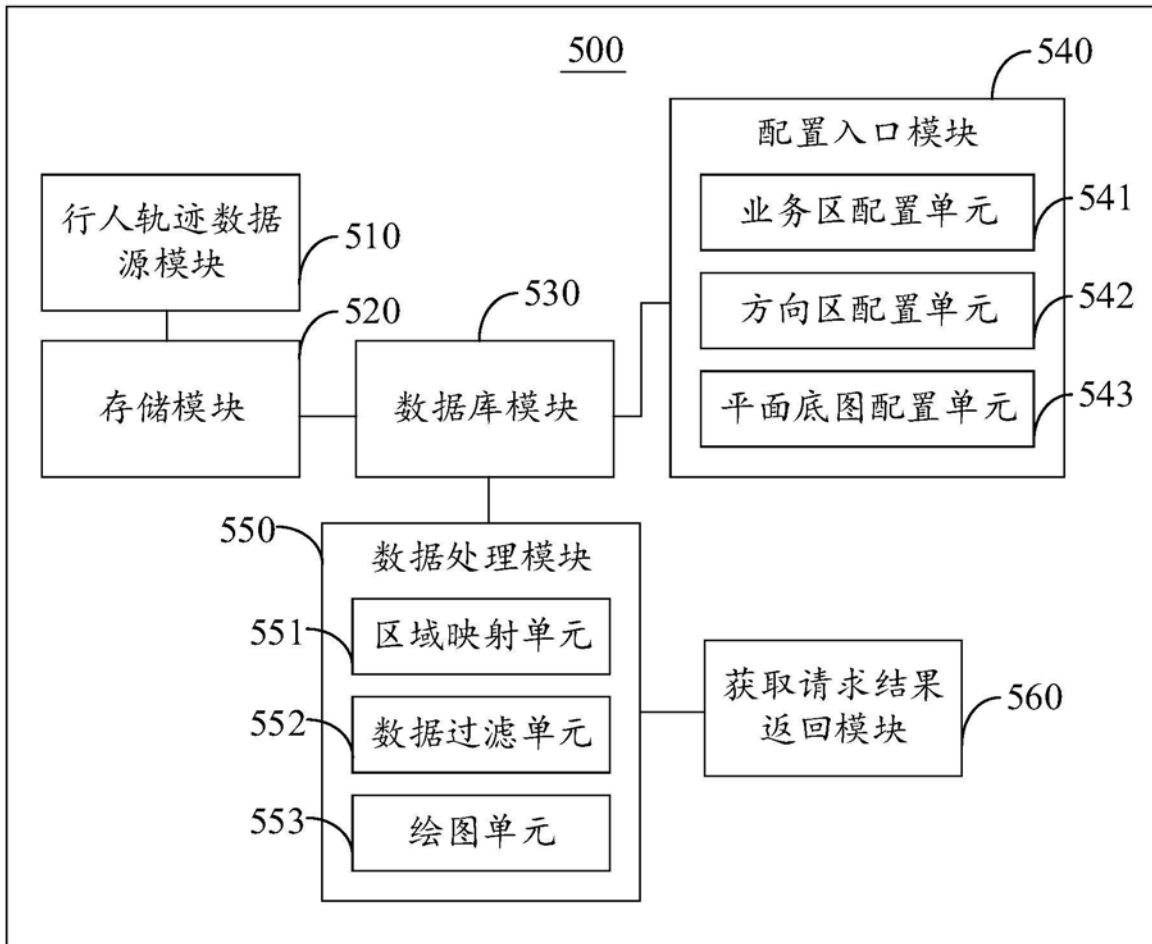 500
540
配置入口模块
业务区配置单元
541
方向区配置单元
542
平面底图配置单元
543
行人轨迹数据
源模块
510
520
存储模块
530
数据库模块
550
数据处理模块
551
区域映射单元
552
数据过滤单元
553
绘图单元
获取请求结果
返回模块
560